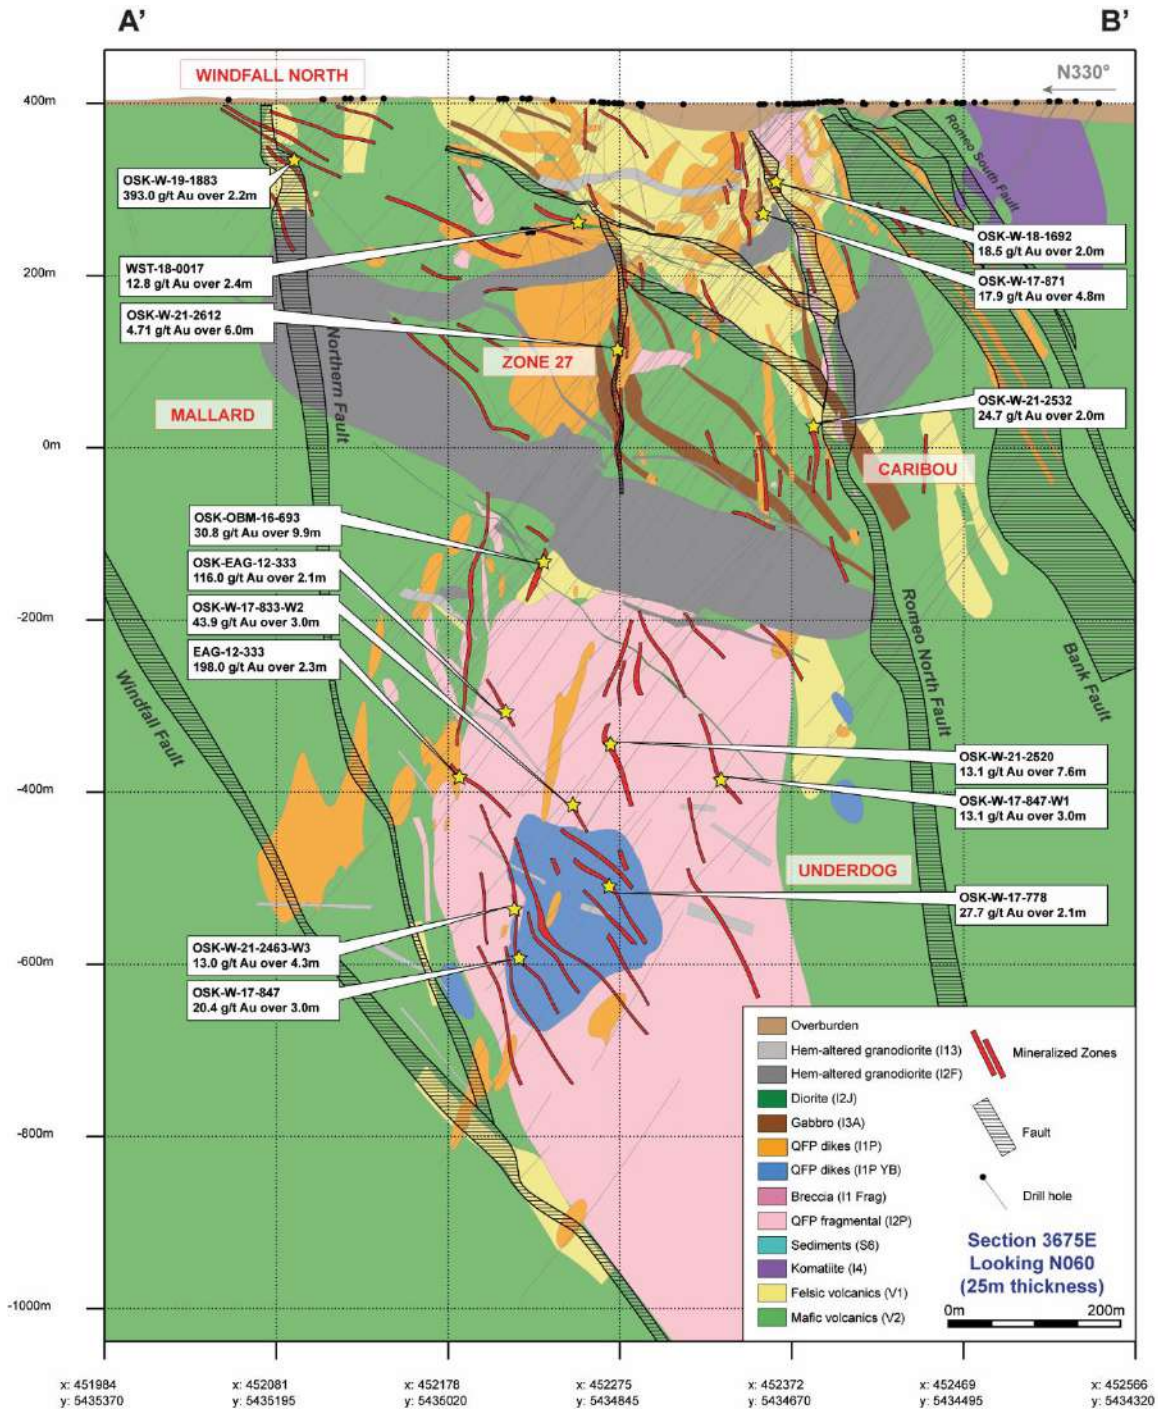 A’
B’
WINDFALL NORTH
N330°
400m
Romeo South Fault
OSK-W-19-1883
393.0 g/t Au over 2.2m
OSK-W-18-1692
18.5 g/t Au over 2.0m
WST-18-0017
12.8 g/t Au over 2.4m
200m
OSK-W-17-871
17.9 g/t Au over 4.8m
OSK-W-21-2612
4.71 g/t Au over 6.0m
Northern Fault
ZONE 27
MALLARD
OSK-W-21-2532
24.7 g/t Au over 2.0m
0m
CARIBOU
OSK-OBM-16-693
30.8 g/t Au over 9.9m
OSK-EAG-12-333
116.0 g/t Au over 2.1m
OSK-W-17-833-W2
43.9 g/t Au over 3.0m
-200m
EAG-12-333
198.0 g/t Au over 2.3m
Windfall Fault
Romeo North Fault
Bank Fault
OSK-W-21-2520
13.1 g/t Au over 7.6m
-400m
OSK-W-17-847-W1
13.1 g/t Au over 3.0m
UNDERDOG
OSK-W-17-778
27.7 g/t Au over 2.1m
OSK-W-21-2463-W3
13.0 g/t Au over 4.3m
-600m
OSK-W-17-847
20.4 g/t Au over 3.0m
Overburden
Hem-altered granodiorite (I13)
Hem-altered granodiorite (I2F)
Diorite (I2J)
Gabbro (I3A)
QFP dikes (I1P)
QFP dikes (I1P YB)
Breccia (I1 Frag)
QFP fragmental (I2P)
Sediments (S6)
Komatiite (I4)
Felsic volcanics (V1)
Mafic volcanics (V2)
Mineralized Zones
Fault
Drill hole
Section 3675E
Looking N060
(25m thickness)
0m 200m
-800m
-1000m
x: 451984 x: 452081 x: 452178 x: 452275 x: 452372 x: 452469 x: 452566
y: 5435370 y: 5435195 y: 5435020 y: 5434845 y: 5434670 y: 5434495 y: 5434320